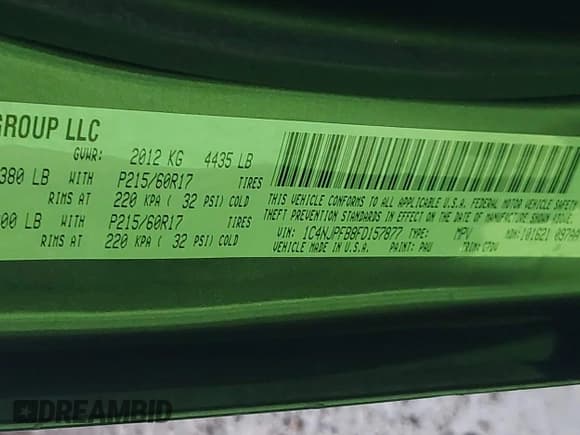 GROUP LLC
GVWR: 2012 KG 4435 LB
380 LB WITH P215/60R17 TIRES
RIMS AT 220 KPA ( 32 PSI) COLD
00 LB WITH P215/60R17 TIRES
RIMS AT 220 KPA ( 32 PSI) COLD
THIS VEHICLE CONFORMS TO ALL APPLICABLE U.S.A. FEDERAL MOTOR VEHICLE SAFETY
THEFT PREVENTION STANDARDS IN EFFECT ON THE DATE OF MANUFACTURE SHOWN ABOVE.
VIN: 1C4NJPFB8FD157877 TYPE: MPV
VEHICLE MADE IN U.S.A. PAINT: PAU TRIM:
DREAMBID